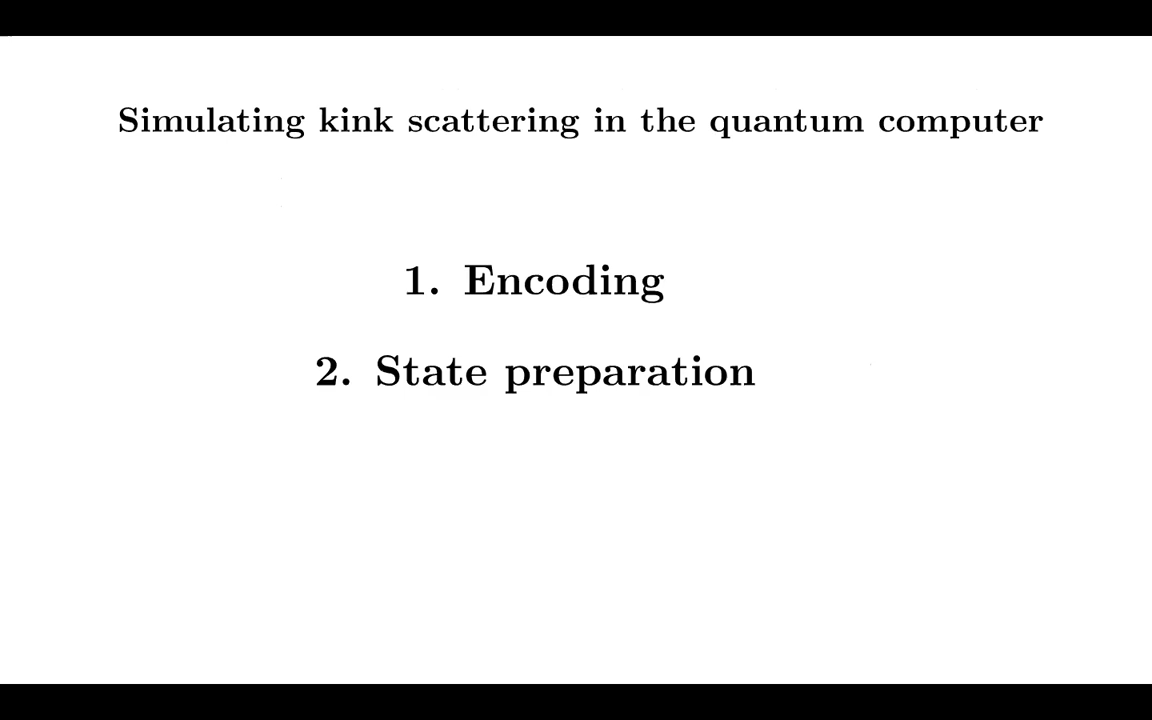 Simulating kink scattering in the quantum computer
1. Encoding
2. State preparation